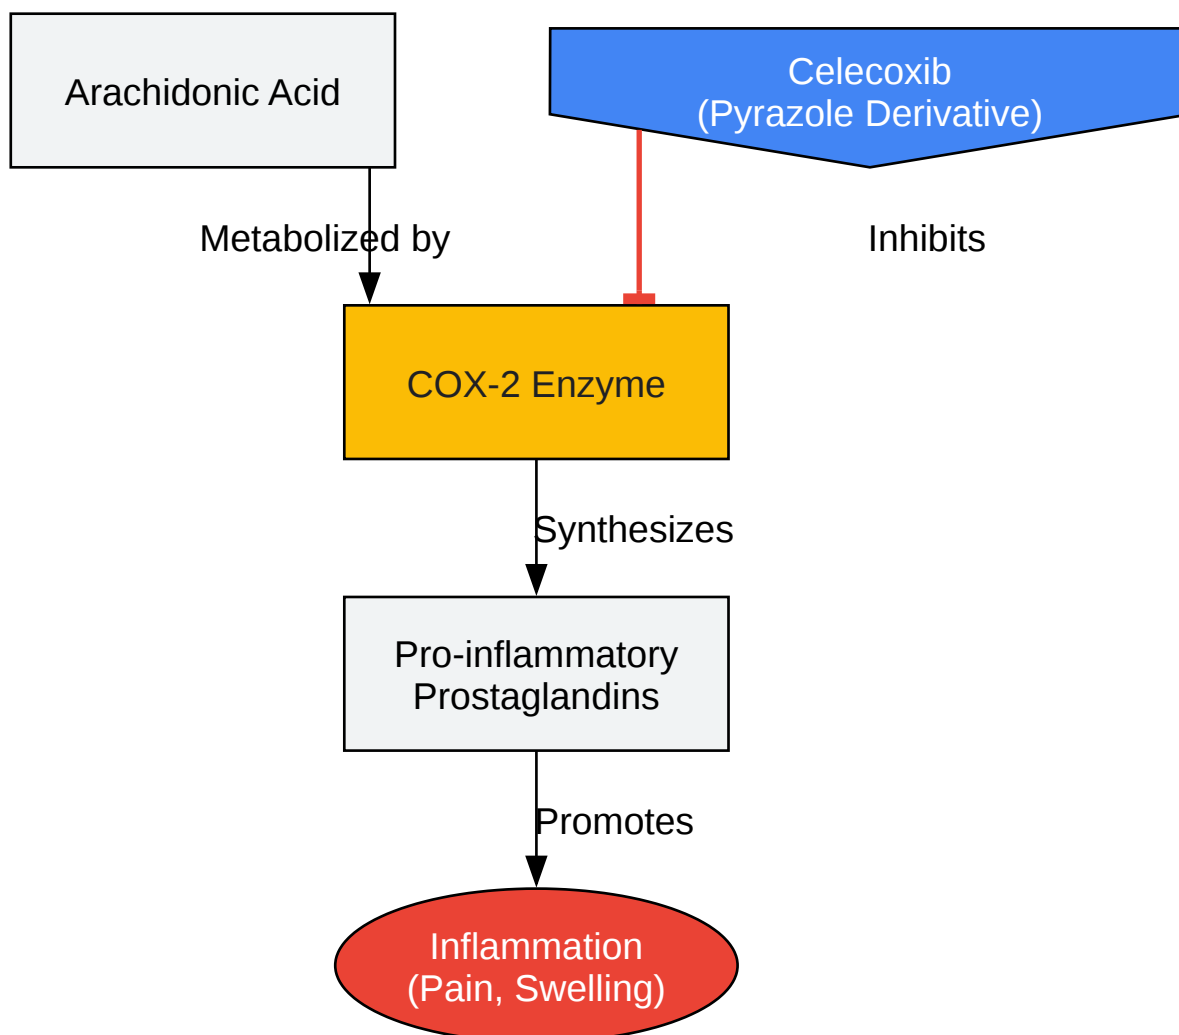 Arachidonic Acid
Celecoxib
(Pyrazole Derivative)
Metabolized by
Inhibits
COX-2 Enzyme
Synthesizes
Pro-inflammatory
Prostaglandins
Promotes
Inflammation
(Pain, Swelling)